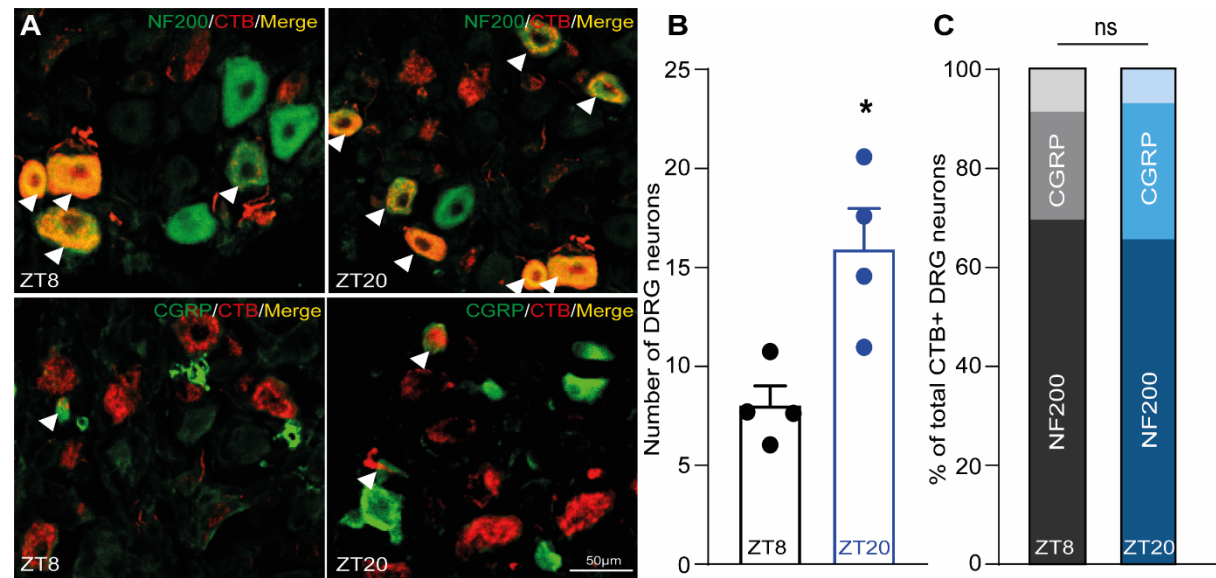 A
NF200/CTB/Merge
ZT8
NF200/CTB/Merge
ZT20
CGRP/CTB/Merge
ZT8
CGRP/CTB/Merge
ZT20
50μm
B
Number of DRG neurons
25
20
15
10
5
0
*
ZT8
ZT20
C
ns
% of total CTB+ DRG neurons
100
80
60
40
20
0
CGRP
NF200
ZT8
CGRP
NF200
ZT20